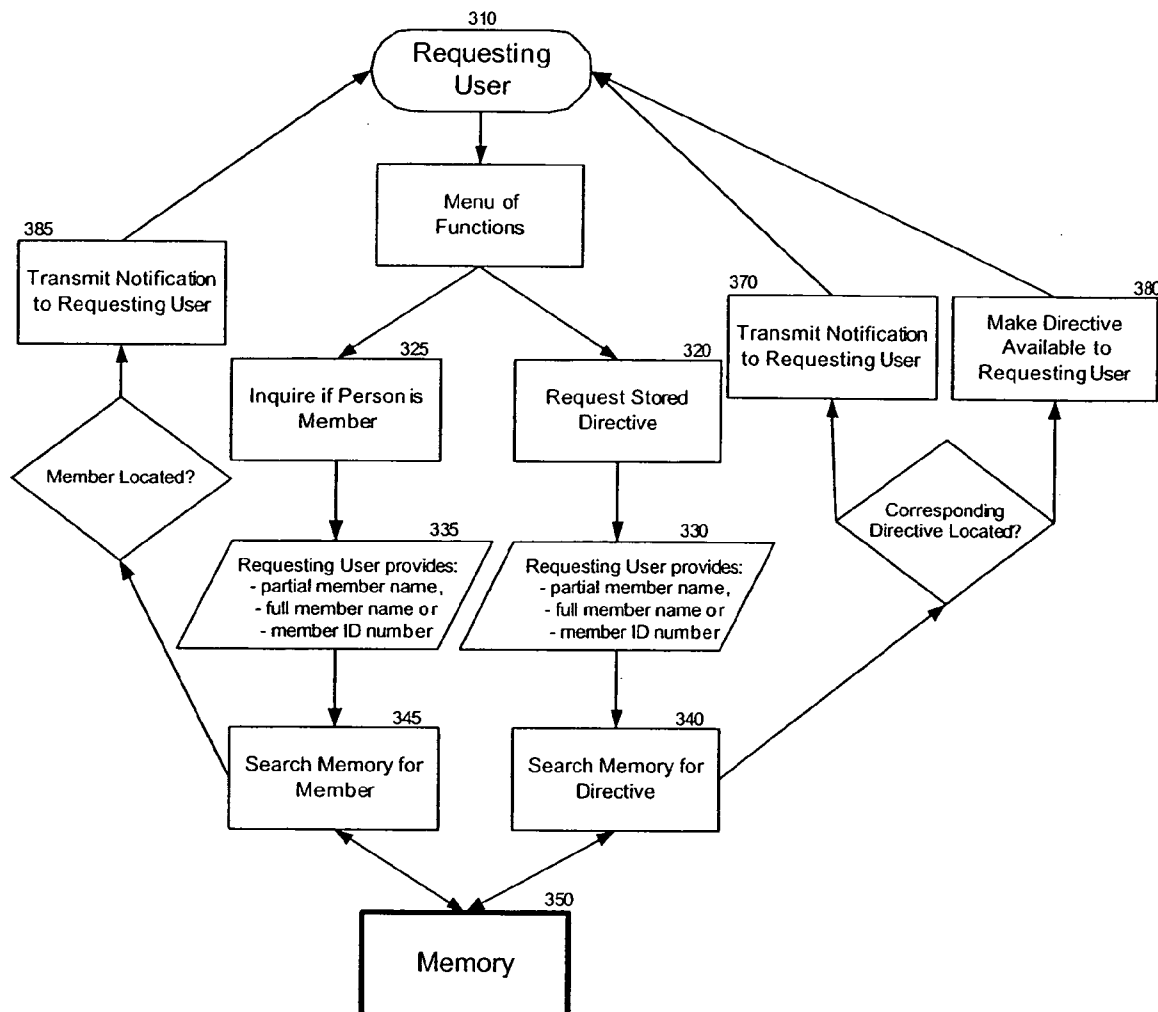 310
Requesting
User
Menu of
Functions
385
Transmit Notification
to Requesting User
370
Transmit Notification
to Requesting User
380
Make Directive
Available to
Requesting User
325
Inquire if Person is
Member
320
Request Stored
Directive
Member Located?
Corresponding
Directive Located?
335
Requesting User provides:
- partial member name,
- full member name or
- member ID number
330
Requesting User provides:
- partial member name,
- full member name or
- member ID number
345
Search Memory for
Member
340
Search Memory for
Directive
350
Memory